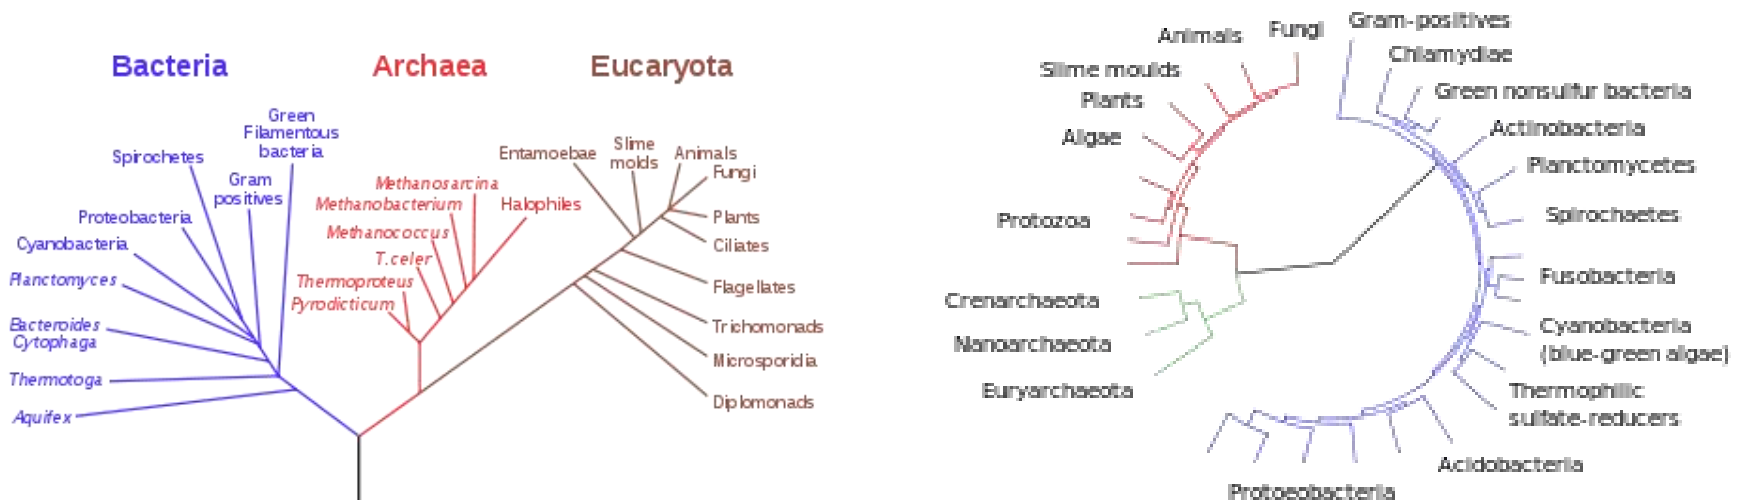 Bacteria
Archaea
Eucaryota
Green
Filamentous
bacteria
Spirochetes
Gram
positives
Proteobacteria
Cyanobacteria
Planctomyces
Bacteroides
Cytophaga
Thermotoga
Aquifex
Methanosarcina
Methanobacterium
Halophiles
Methanococcus
T.celer
Thermoproteus
Pyrodicticum
Entamoebae
Slime
molds
Animals
Fungi
Plants
Ciliates
Flagellates
Trichomonads
Microsporidia
Diplomonads
Fungi
Animals
Slime moulds
Plants
Algae
Protozoa
Crenarchaeota
Nanoarchaeota
Euryarchaeota
Gram-positives
Chlamydiae
Green nonsulfur bacteria
Actinobacteria
Planctomycetes
Spirochaetes
Fusobacteria
Cyanobacteria
(blue-green algae)
Thermophilic
sulfate-reducers
Acidobacteria
Protoeobacteria